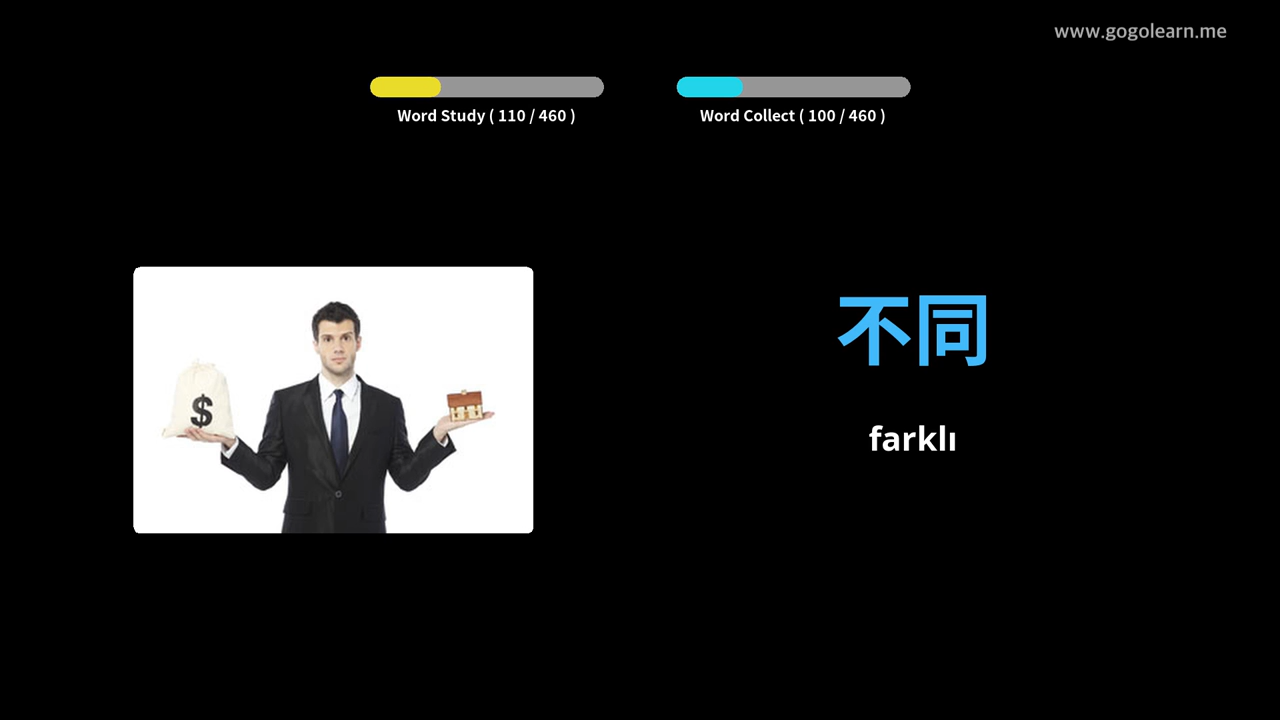 www.gogolearn.me
Word Study ( 110 / 460 )
Word Collect ( 100 / 460 )
$
不同
farklı